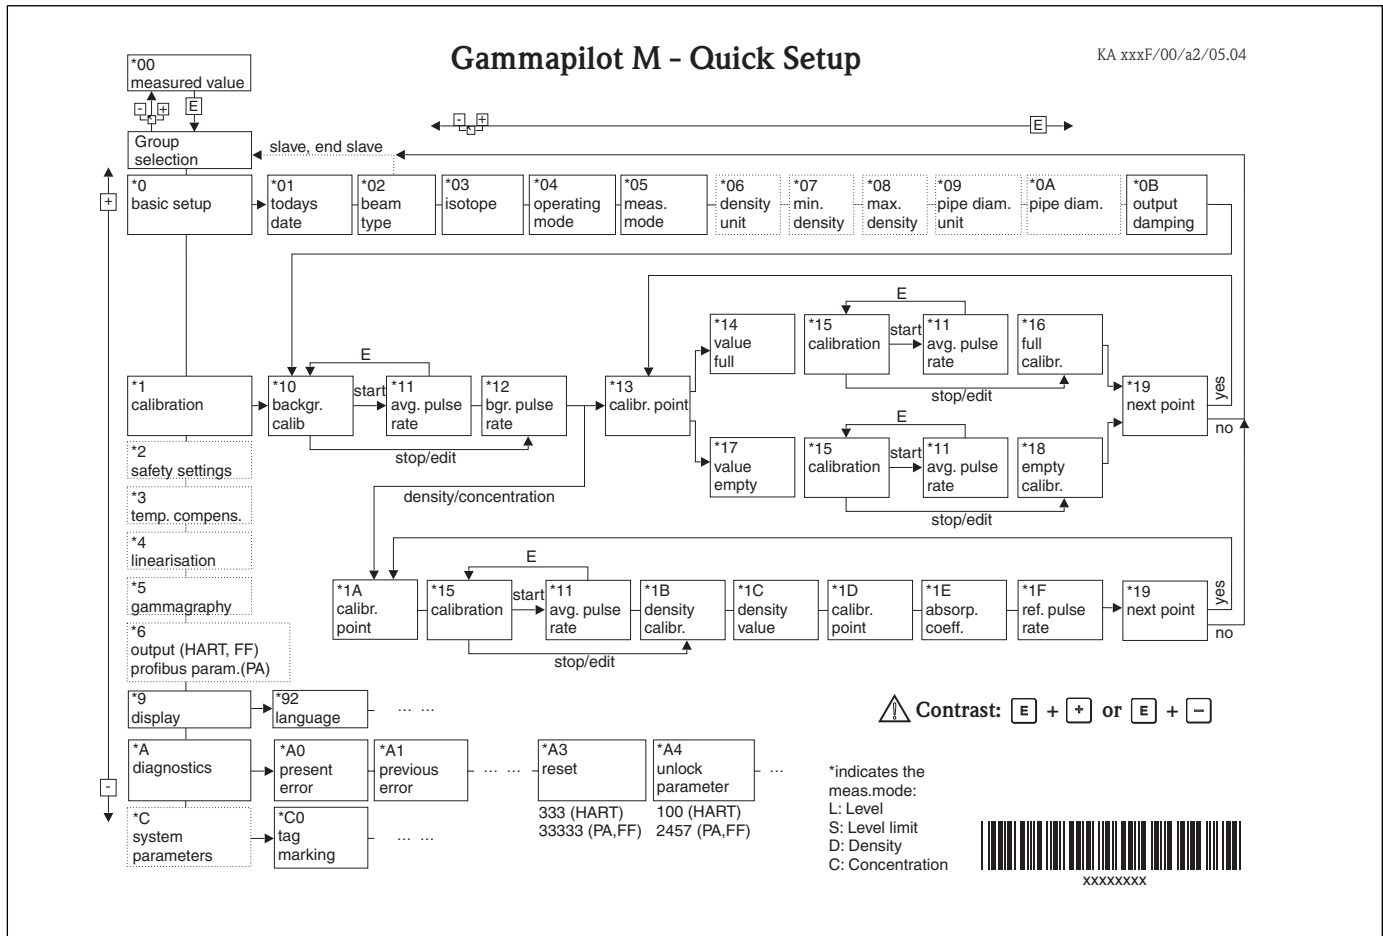 Gammapilot M - Quick Setup
KA xxxF/00/a2/05.04
*00
measured value
- + E
Group
selection
slave, end slave
- +
E
+
*0
basic setup
*01
todays
date
*02
beam
type
*03
isotope
*04
operating
mode
*05
meas.
mode
*06
density
unit
*07
min.
density
*08
max.
density
*09
pipe diam.
unit
*0A
pipe diam.
*0B
output
damping
*1
calibration
*10
backgr.
calib
E
start
*11
avg. pulse
rate
*12
bgr. pulse
rate
stop/edit
density/concentration
*13
calibr. point
*14
value
full
*15
calibration
E
start
*11
avg. pulse
rate
*16
full
calibr.
stop/edit
*17
value
empty
*15
calibration
E
start
*11
avg. pulse
rate
*18
empty
calibr.
stop/edit
*19
next point
yes
no
*2
safety settings
*3
temp. compens.
*4
linearisation
*5
gammagraphy
*6
output (HART, FF)
profibus param.(PA)
*1A
calibr.
point
*15
calibration
E
start
*11
avg. pulse
rate
*1B
density
calibr.
stop/edit
*1C
density
value
*1D
calibr.
point
*1E
absorp.
coeff.
*1F
ref. pulse
rate
*19
next point
yes
no
*9
display
*92
language
... ...
Contrast: E + + or E + −
*A
diagnostics
*A0
present
error
*A1
previous
error
... ...
*A3
reset
333 (HART)
33333 (PA,FF)
*A4
unlock
parameter
100 (HART)
2457 (PA,FF)
...
-
*C
system
parameters
*C0
tag
marking
... ...
*indicates the
meas.mode:
L: Level
S: Level limit
D: Density
C: Concentration
xxxxxxxx